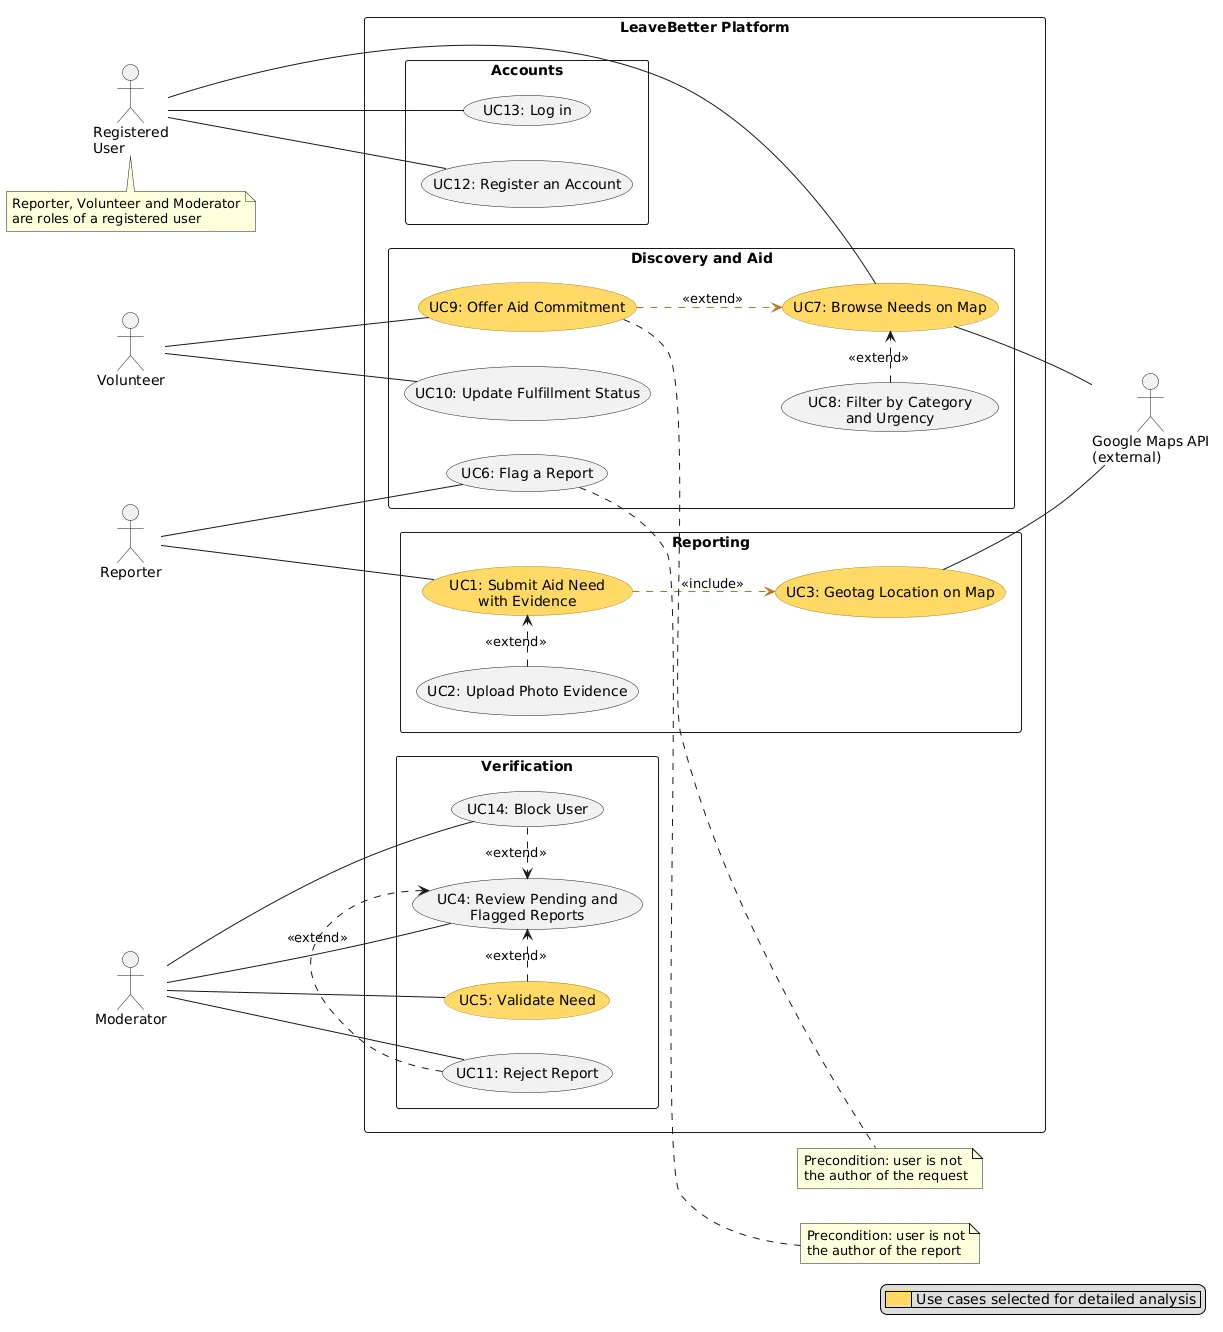 LeaveBetter Platform
Accounts
UC13: Log in
UC12: Register an Account
Registered
User
Reporter, Volunteer and Moderator
are roles of a registered user
Discovery and Aid
UC9: Offer Aid Commitment
«extend»
UC7: Browse Needs on Map
«extend»
UC10: Update Fulfillment Status
UC8: Filter by Category
and Urgency
UC6: Flag a Report
Volunteer
Google Maps API
(external)
Reporter
Reporting
UC1: Submit Aid Need
with Evidence
«include»
UC3: Geotag Location on Map
«extend»
UC2: Upload Photo Evidence
Verification
UC14: Block User
«extend»
UC4: Review Pending and
Flagged Reports
«extend»
«extend»
UC5: Validate Need
UC11: Reject Report
Moderator
Precondition: user is not
the author of the request
Precondition: user is not
the author of the report
Use cases selected for detailed analysis